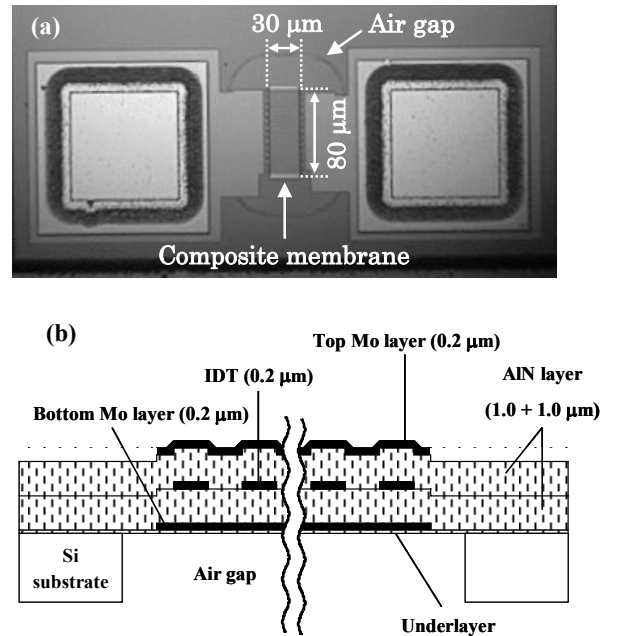 (a)
30 μm
Air gap
80 μm
Composite membrane
(b)
Top Mo layer (0.2 μm)
IDT (0.2 μm)
AlN layer
(1.0 + 1.0 μm)
Bottom Mo layer (0.2 μm)
Si
substrate
Air gap
Underlayer